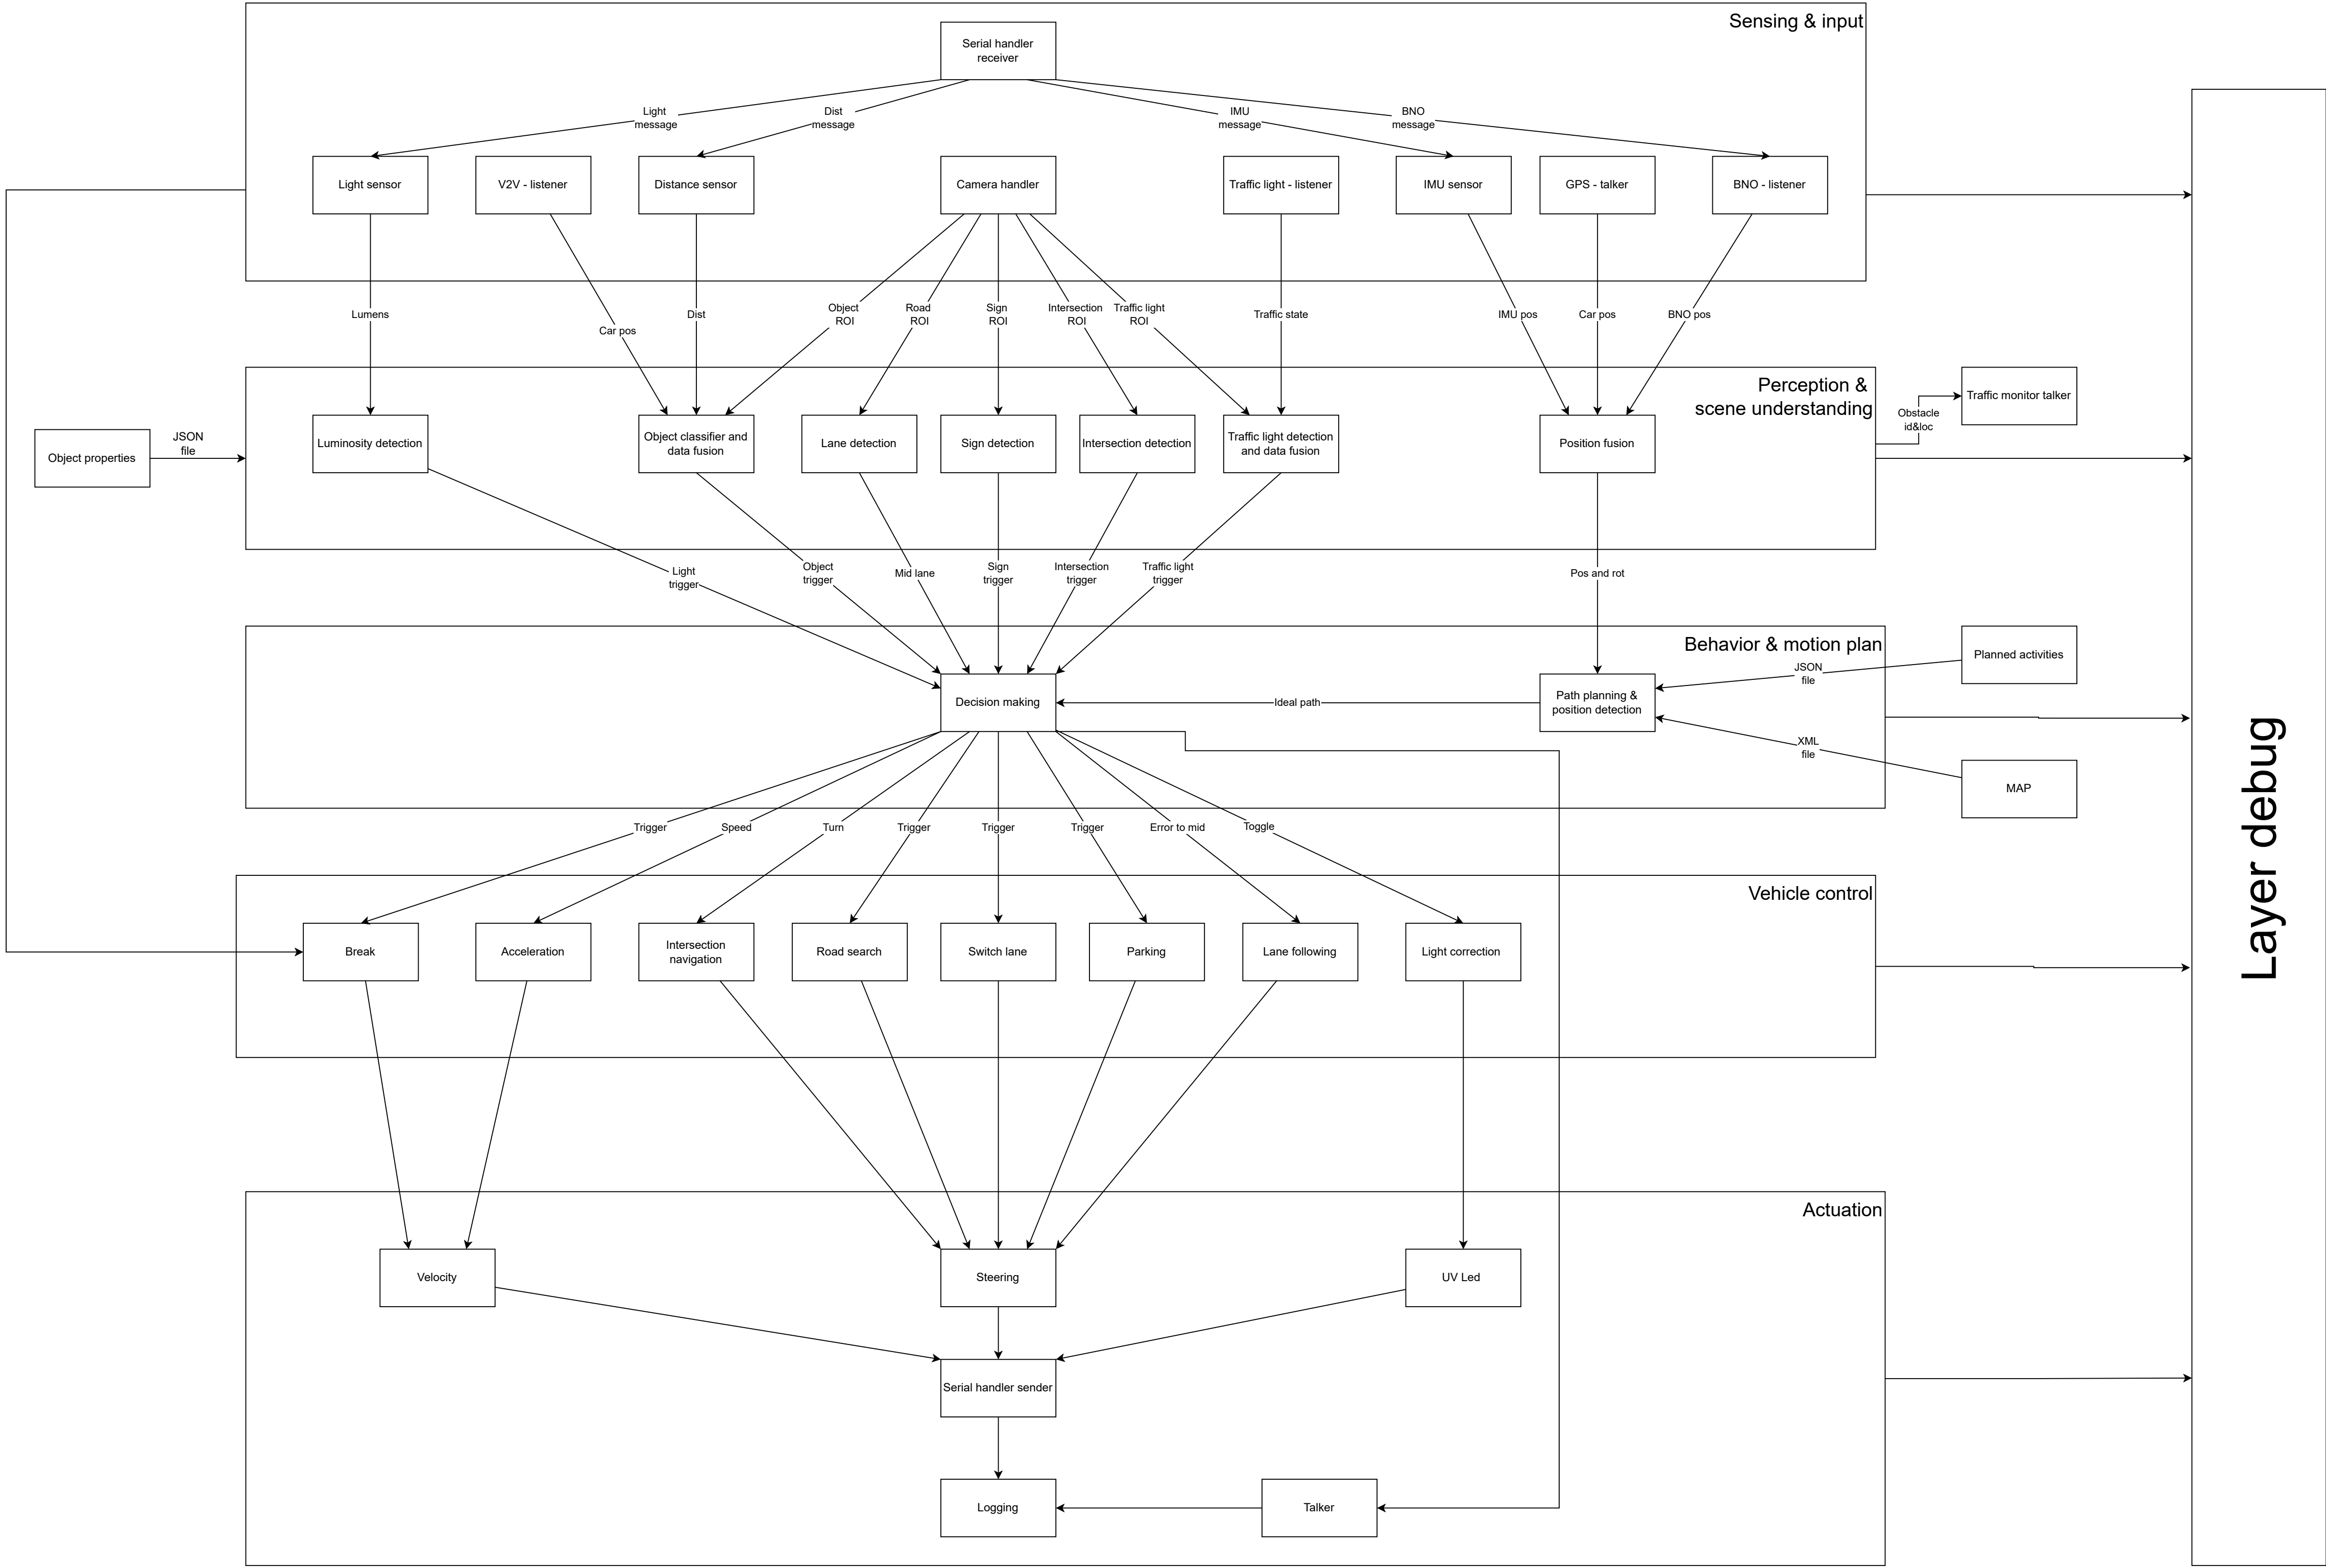 Sensing & input
Serial handler
receiver
Light
message
Dist
message
IMU
message
BNO
message
Light sensor
V2V - listener
Distance sensor
Camera handler
Traffic light - listener
IMU sensor
GPS - talker
BNO - listener
Lumens
Car pos
Dist
Object
ROI
Road
ROI
Sign
ROI
Intersection
ROI
Traffic light
ROI
Traffic state
IMU pos
Car pos
BNO pos
Perception &
scene understanding
Traffic monitor talker
Obstacle
id&loc
Object properties
JSON
file
Luminosity detection
Object classifier and
data fusion
Lane detection
Sign detection
Intersection detection
Traffic light detection
and data fusion
Position fusion
Light
trigger
Object
trigger
Mid lane
Sign
trigger
Intersection
trigger
Traffic light
trigger
Pos and rot
Behavior & motion plan
Planned activities
JSON
file
Decision making
Ideal path
Path planning &
position detection
XML
file
MAP
Layer debug
Trigger
Speed
Turn
Trigger
Trigger
Trigger
Error to mid
Toggle
Vehicle control
Break
Acceleration
Intersection
navigation
Road search
Switch lane
Parking
Lane following
Light correction
Actuation
Velocity
Steering
UV Led
Serial handler sender
Logging
Talker